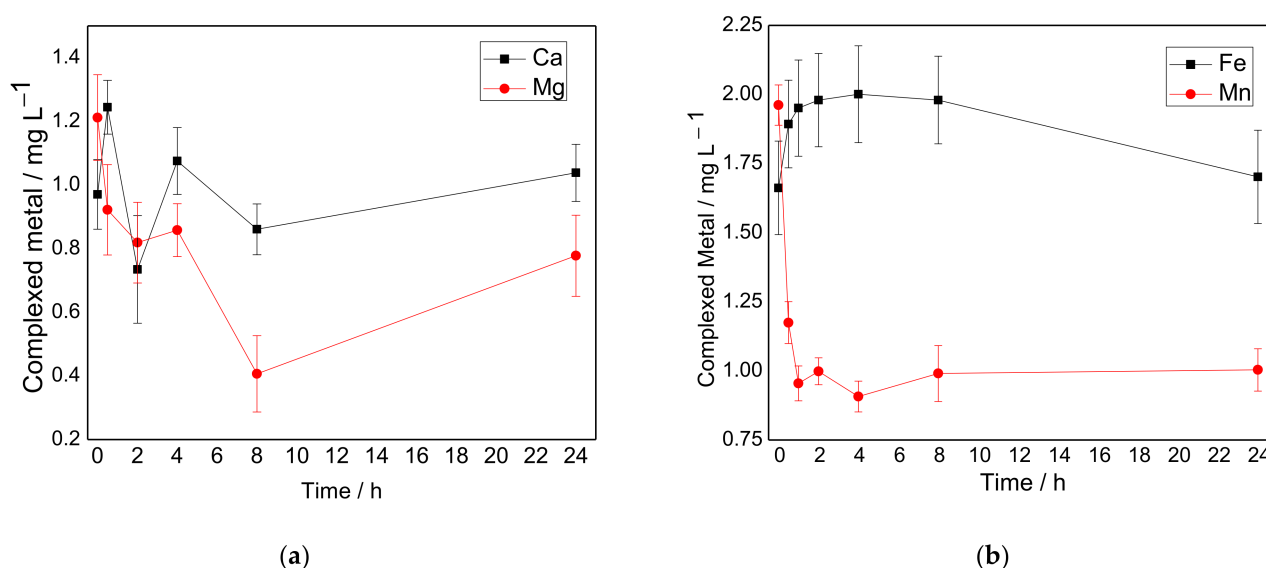 Complexed metal / mg L⁻¹
1.4
1.2
1.0
0.8
0.6
0.4
0.2
Ca
Mg
0 2 4 8 10 12 14 16 18 20 22 24
Time / h
(a)
Complexed Metal / mg L⁻¹
2.25
2.00
1.75
1.50
1.25
1.00
0.75
Fe
Mn
0 2 4 6 8 10 12 14 16 18 20 22 24
Time / h
(b)